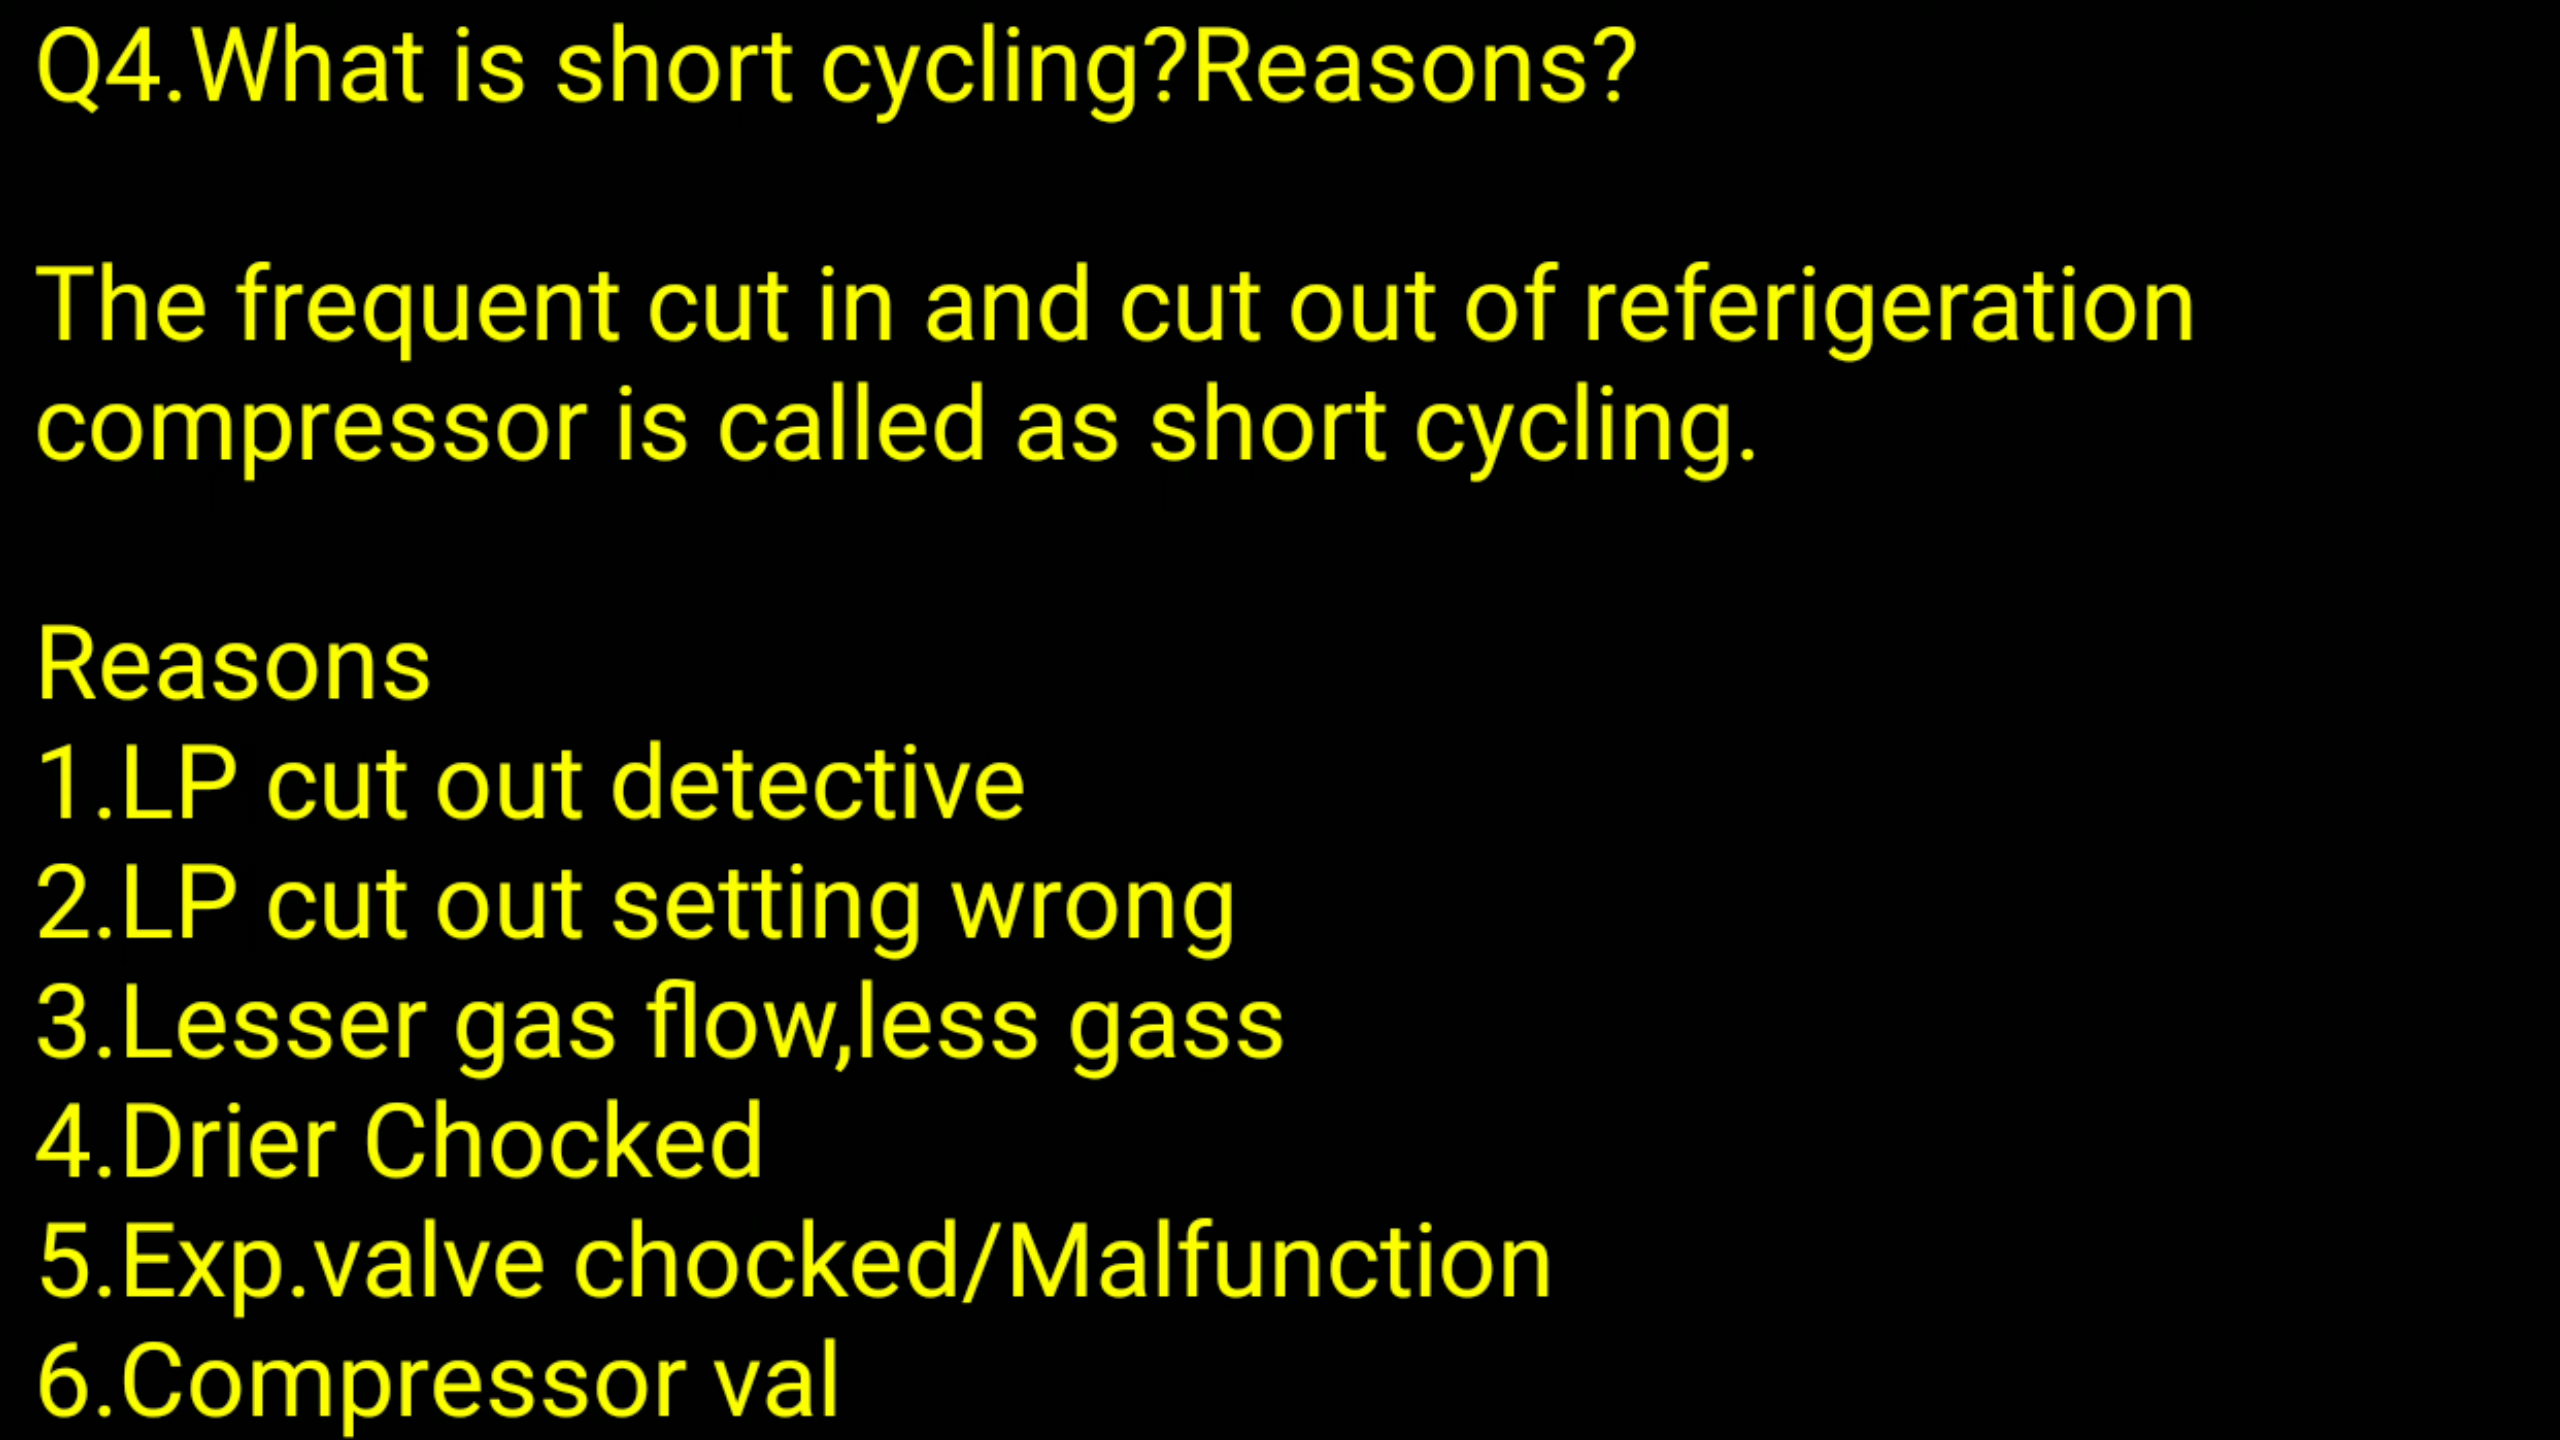 Q4.What is short cycling?Reasons?
The frequent cut in and cut out of referigeration
compressor is called as short cycling.
Reasons
1.LP cut out detective
2.LP cut out setting wrong
3.Lesser gas flow,less gass
4.Drier Chocked
5.Exp.valve chocked/Malfunction
6.Compressor val